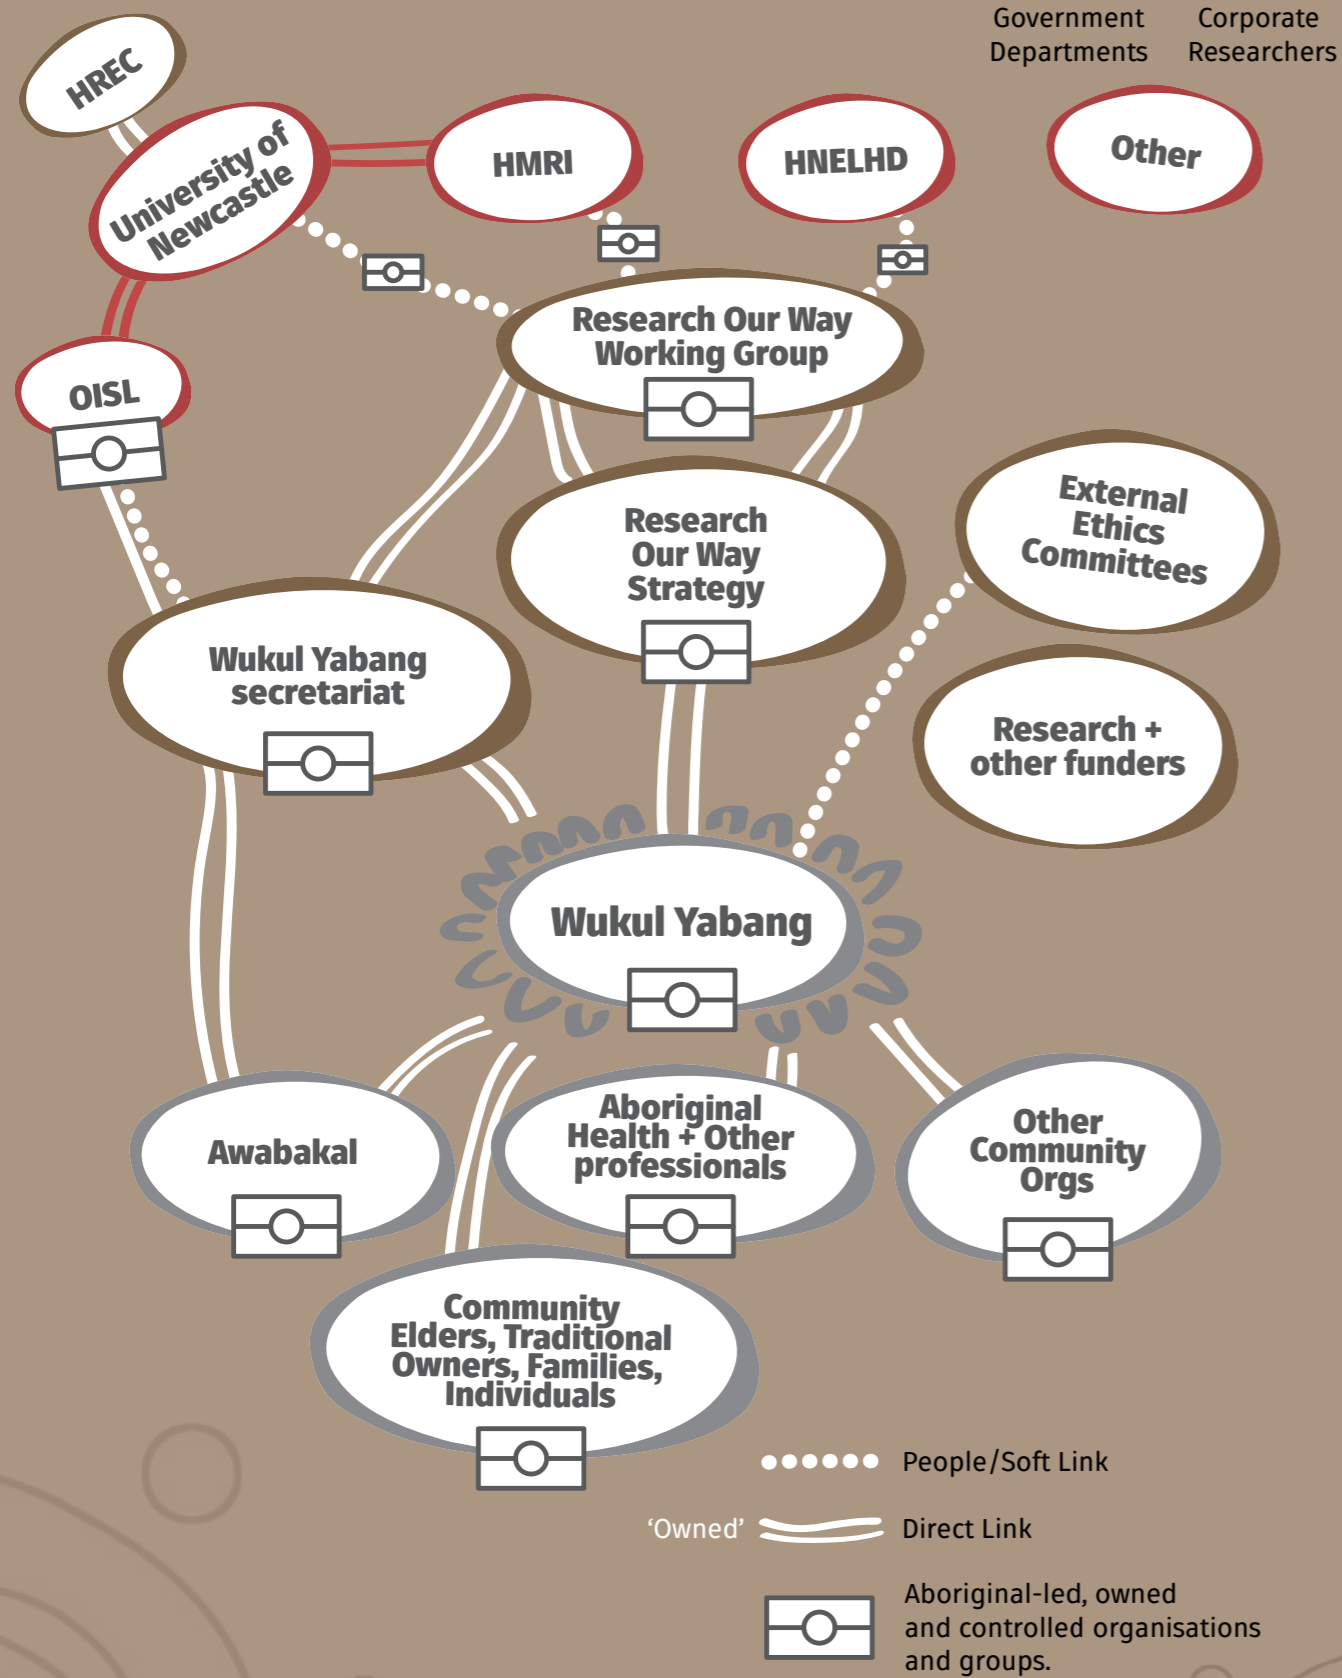 Government
Departments
Corporate
Researchers
HREC
University of
Newcastle
HMRI
HNELHD
Other
OISL
Research Our Way
Working Group
Research
Our Way
Strategy
External
Ethics
Committees
Wukul Yabang
secretariat
Research +
other funders
Wukul Yabang
Awabakal
Aboriginal
Health + Other
professionals
Other
Community
Orgs
Community
Elders, Traditional
Owners, Families,
Individuals
People/Soft Link
'Owned'
Direct Link
Aboriginal-led, owned
and controlled organisations
and groups.